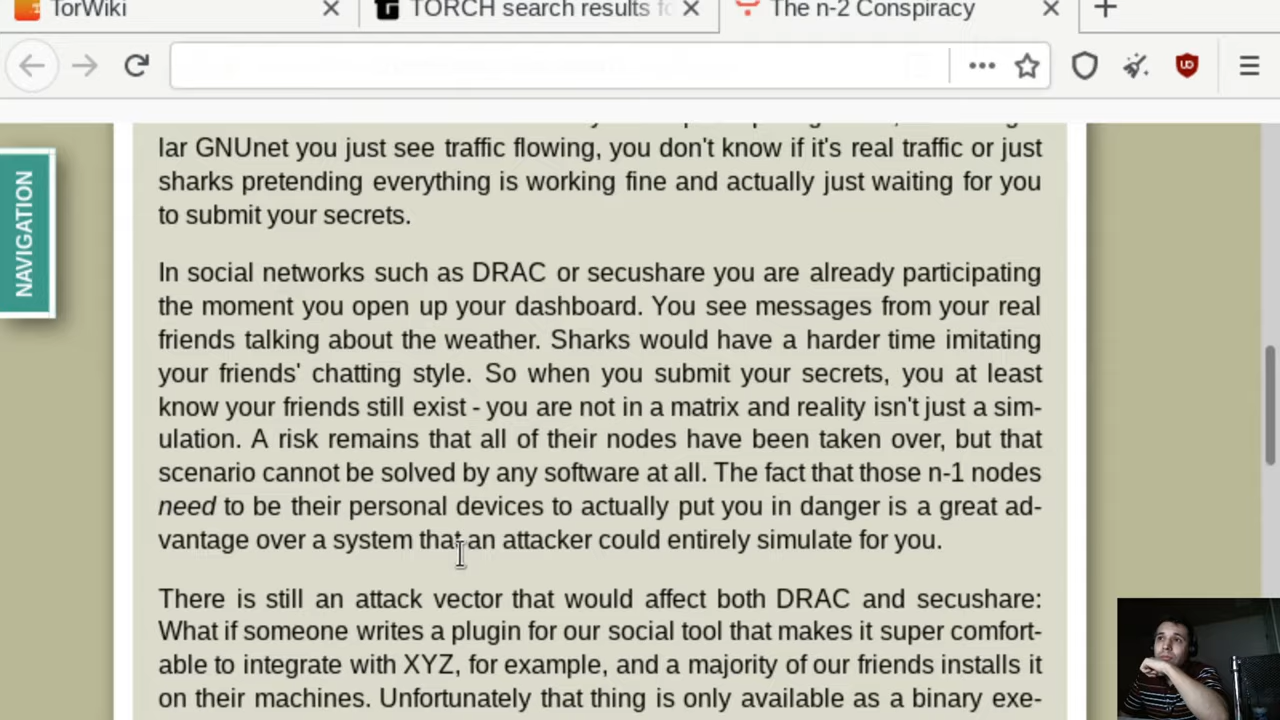 TorWiki
TORCH search results fo
The n-2 Conspiracy
NAVIGATION
lar GNUnet you just see traffic flowing, you don't know if it's real traffic or just
sharks pretending everything is working fine and actually just waiting for you
to submit your secrets.
In social networks such as DRAC or secushare you are already participating
the moment you open up your dashboard. You see messages from your real
friends talking about the weather. Sharks would have a harder time imitating
your friends' chatting style. So when you submit your secrets, you at least
know your friends still exist - you are not in a matrix and reality isn't just a sim-
ulation. A risk remains that all of their nodes have been taken over, but that
scenario cannot be solved by any software at all. The fact that those n-1 nodes
need to be their personal devices to actually put you in danger is a great ad-
vantage over a system that an attacker could entirely simulate for you.
There is still an attack vector that would affect both DRAC and secushare:
What if someone writes a plugin for our social tool that makes it super comfort-
able to integrate with XYZ, for example, and a majority of our friends installs it
on their machines. Unfortunately that thing is only available as a binary exe-